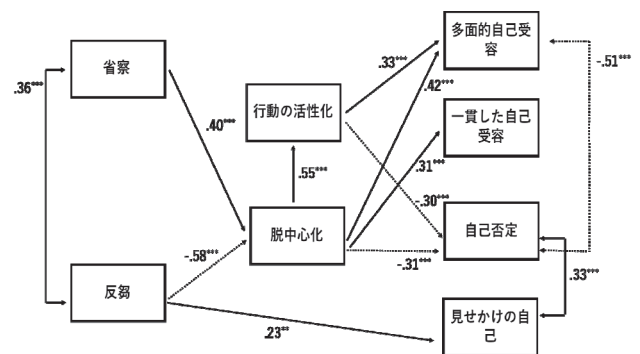 多面的自己受
容
省察
-.51***
.36***
.33***
.42***
行動の活性化
一貫した自己
受容
.40***
.31***
.55***
-.30***
脱中心化
自己否定
-.58***
-.31***
.33***
反芻
見せかけの自
己
.23**